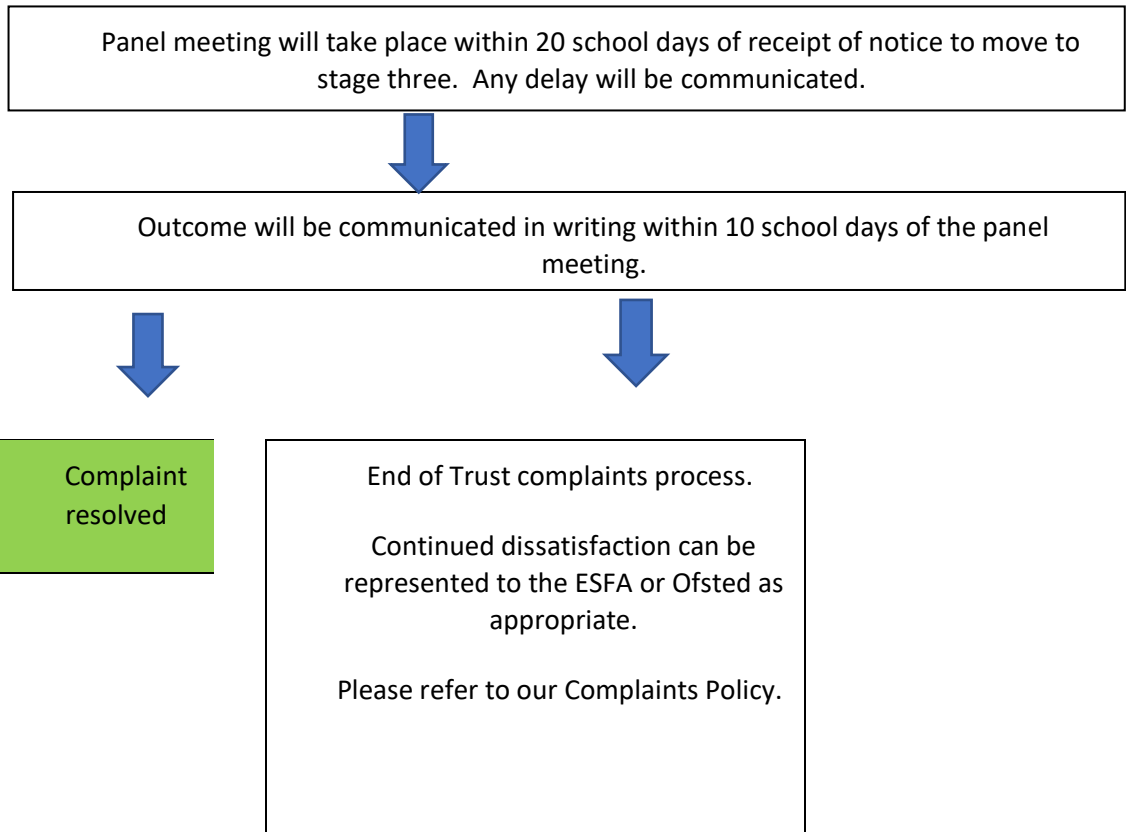 Panel meeting will take place within 20 school days of receipt of notice to move to
stage three.  Any delay will be communicated.
Outcome will be communicated in writing within 10 school days of the panel
meeting.
Complaint
resolved
End of Trust complaints process.
Continued dissatisfaction can be
represented to the ESFA or Ofsted as
appropriate.
Please refer to our Complaints Policy.